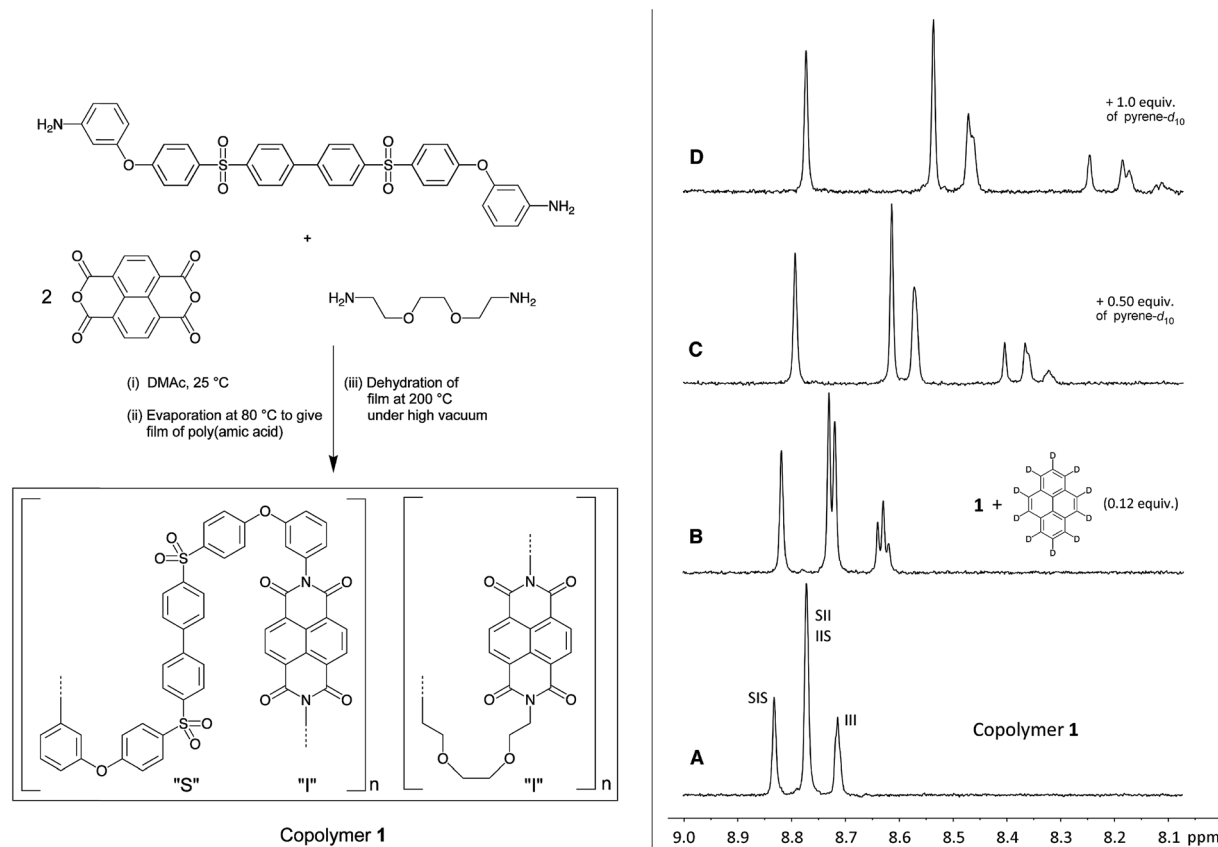 H₂N
O
O
S
O
O
S
O
O
NH₂
+
2
O
O
O
O
O
O
H₂N
O
O
NH₂
(i) DMAc, 25 °C
(ii) Evaporation at 80 °C to give
film of poly(amic acid)
(iii) Dehydration of
film at 200 °C
under high vacuum
O
O
S
O
O
N
O
O
N
O
S
O
O
O
"S"
"I"
n
N
O
O
O
O
N
O
O
"I"
n
Copolymer 1
D
+ 1.0 equiv.
of pyrene-d₁₀
C
+ 0.50 equiv.
of pyrene-d₁₀
B
1 +
D
D
D
D
D
D
D
D
D
D
(0.12 equiv.)
A
SIS
SII
IIS
III
Copolymer 1
9.0 8.9 8.8 8.7 8.6 8.5 8.4 8.3 8.2 8.1 ppm